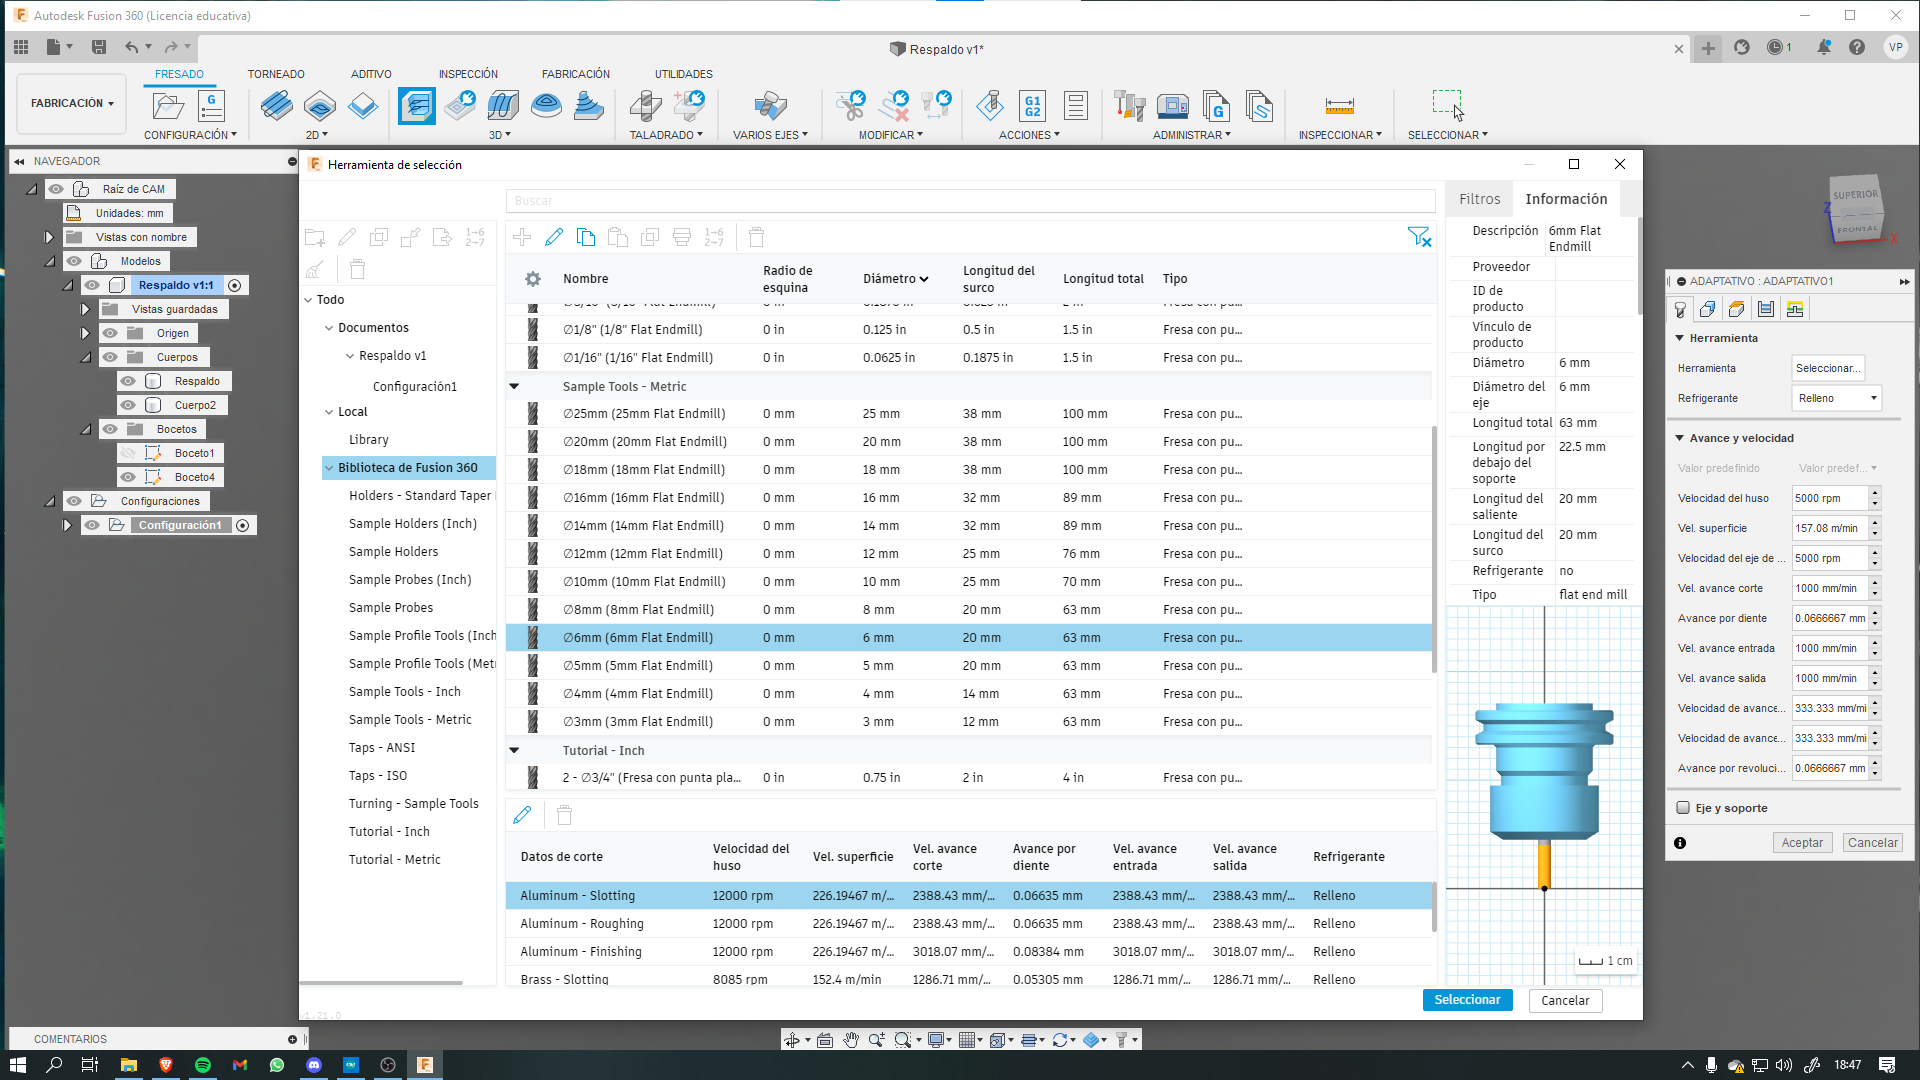 Autodesk Fusion 360 (Licencia educativa)
Respaldo v1*
1
VP
FABRICACIÓN
FRESADO
TORNEADO
ADITIVO
INSPECCIÓN
FABRICACIÓN
UTILIDADES
CONFIGURACIÓN
2D
3D
TALADRADO
VARIOS EJES
MODIFICAR
ACCIONES
ADMINISTRAR
INSPECCIONAR
SELECCIONAR
G1
G2
NAVEGADOR
Raíz de CAM
Unidades: mm
Vistas con nombre
Modelos
Respaldo v1:1
Vistas guardadas
Origen
Cuerpos
Respaldo
Cuerpo2
Bocetos
Boceto1
Boceto4
Configuraciones
Configuración1
COMENTARIOS
Herramienta de selección
Buscar
Todo
Documentos
Respaldo v1
Configuración1
Local
Library
Biblioteca de Fusion 360
Holders - Standard Taper
Sample Holders (Inch)
Sample Holders
Sample Probes (Inch)
Sample Probes
Sample Profile Tools (Inch
Sample Profile Tools (Metr
Sample Tools - Inch
Sample Tools - Metric
Taps - ANSI
Taps - ISO
Turning - Sample Tools
Tutorial - Inch
Tutorial - Metric
v1.21.0
Nombre Radio de esquina Diámetro Longitud del surco Longitud total Tipo
∅1/8" (1/8" Flat Endmill) 0 in 0.125 in 0.5 in 1.5 in Fresa con pu...
∅1/16" (1/16" Flat Endmill) 0 in 0.0625 in 0.1875 in 1.5 in Fresa con pu...
Sample Tools - Metric
∅25mm (25mm Flat Endmill) 0 mm 25 mm 38 mm 100 mm Fresa con pu...
∅20mm (20mm Flat Endmill) 0 mm 20 mm 38 mm 100 mm Fresa con pu...
∅18mm (18mm Flat Endmill) 0 mm 18 mm 38 mm 100 mm Fresa con pu...
∅16mm (16mm Flat Endmill) 0 mm 16 mm 32 mm 89 mm Fresa con pu...
∅14mm (14mm Flat Endmill) 0 mm 14 mm 32 mm 89 mm Fresa con pu...
∅12mm (12mm Flat Endmill) 0 mm 12 mm 25 mm 76 mm Fresa con pu...
∅10mm (10mm Flat Endmill) 0 mm 10 mm 25 mm 70 mm Fresa con pu...
∅8mm (8mm Flat Endmill) 0 mm 8 mm 20 mm 63 mm Fresa con pu...
∅6mm (6mm Flat Endmill) 0 mm 6 mm 20 mm 63 mm Fresa con pu...
∅5mm (5mm Flat Endmill) 0 mm 5 mm 20 mm 63 mm Fresa con pu...
∅4mm (4mm Flat Endmill) 0 mm 4 mm 14 mm 63 mm Fresa con pu...
∅3mm (3mm Flat Endmill) 0 mm 3 mm 12 mm 63 mm Fresa con pu...
Tutorial - Inch
2 - ∅3/4" (Fresa con punta pla... 0 in 0.75 in 2 in 4 in Fresa con pu...
Datos de corte Velocidad del huso Vel. superficie Vel. avance corte Avance por diente Vel. avance entrada Vel. avance salida Refrigerante
Aluminum - Slotting 12000 rpm 226.19467 m/... 2388.43 mm/... 0.06635 mm 2388.43 mm/... 2388.43 mm/... Relleno
Aluminum - Roughing 12000 rpm 226.19467 m/... 2388.43 mm/... 0.06635 mm 2388.43 mm/... 2388.43 mm/... Relleno
Aluminum - Finishing 12000 rpm 226.19467 m/... 3018.07 mm/... 0.08384 mm 3018.07 mm/... 3018.07 mm/... Relleno
Brass - Slotting 8085 rpm 152.4 m/min 1286.71 mm/... 0.05305 mm 1286.71 mm/... 1286.71 mm/... Relleno
Seleccionar
Cancelar
Filtros
Información
Descripción 6mm Flat Endmill
Proveedor
ID de producto
Vínculo de producto
Diámetro 6 mm
Diámetro del eje 6 mm
Longitud total 63 mm
Longitud por debajo del soporte 22.5 mm
Longitud del saliente 20 mm
Longitud del surco 20 mm
Refrigerante no
Tipo flat end mill
1 cm
SUPERIOR
FRONTAL
Z
X
ADAPTATIVO : ADAPTATIVO1
Herramienta
Herramienta Seleccionar...
Refrigerante Relleno
Avance y velocidad
Valor predefinido Valor predef...
Velocidad del huso 5000 rpm
Vel. superficie 157.08 m/min
Velocidad del eje de ... 5000 rpm
Vel. avance corte 1000 mm/min
Avance por diente 0.0666667 mm
Vel. avance entrada 1000 mm/min
Vel. avance salida 1000 mm/min
Velocidad de avance... 333.333 mm/mi
Velocidad de avance... 333.333 mm/mi
Avance por revoluci... 0.0666667 mm
Eje y soporte
Aceptar
Cancelar
18:47